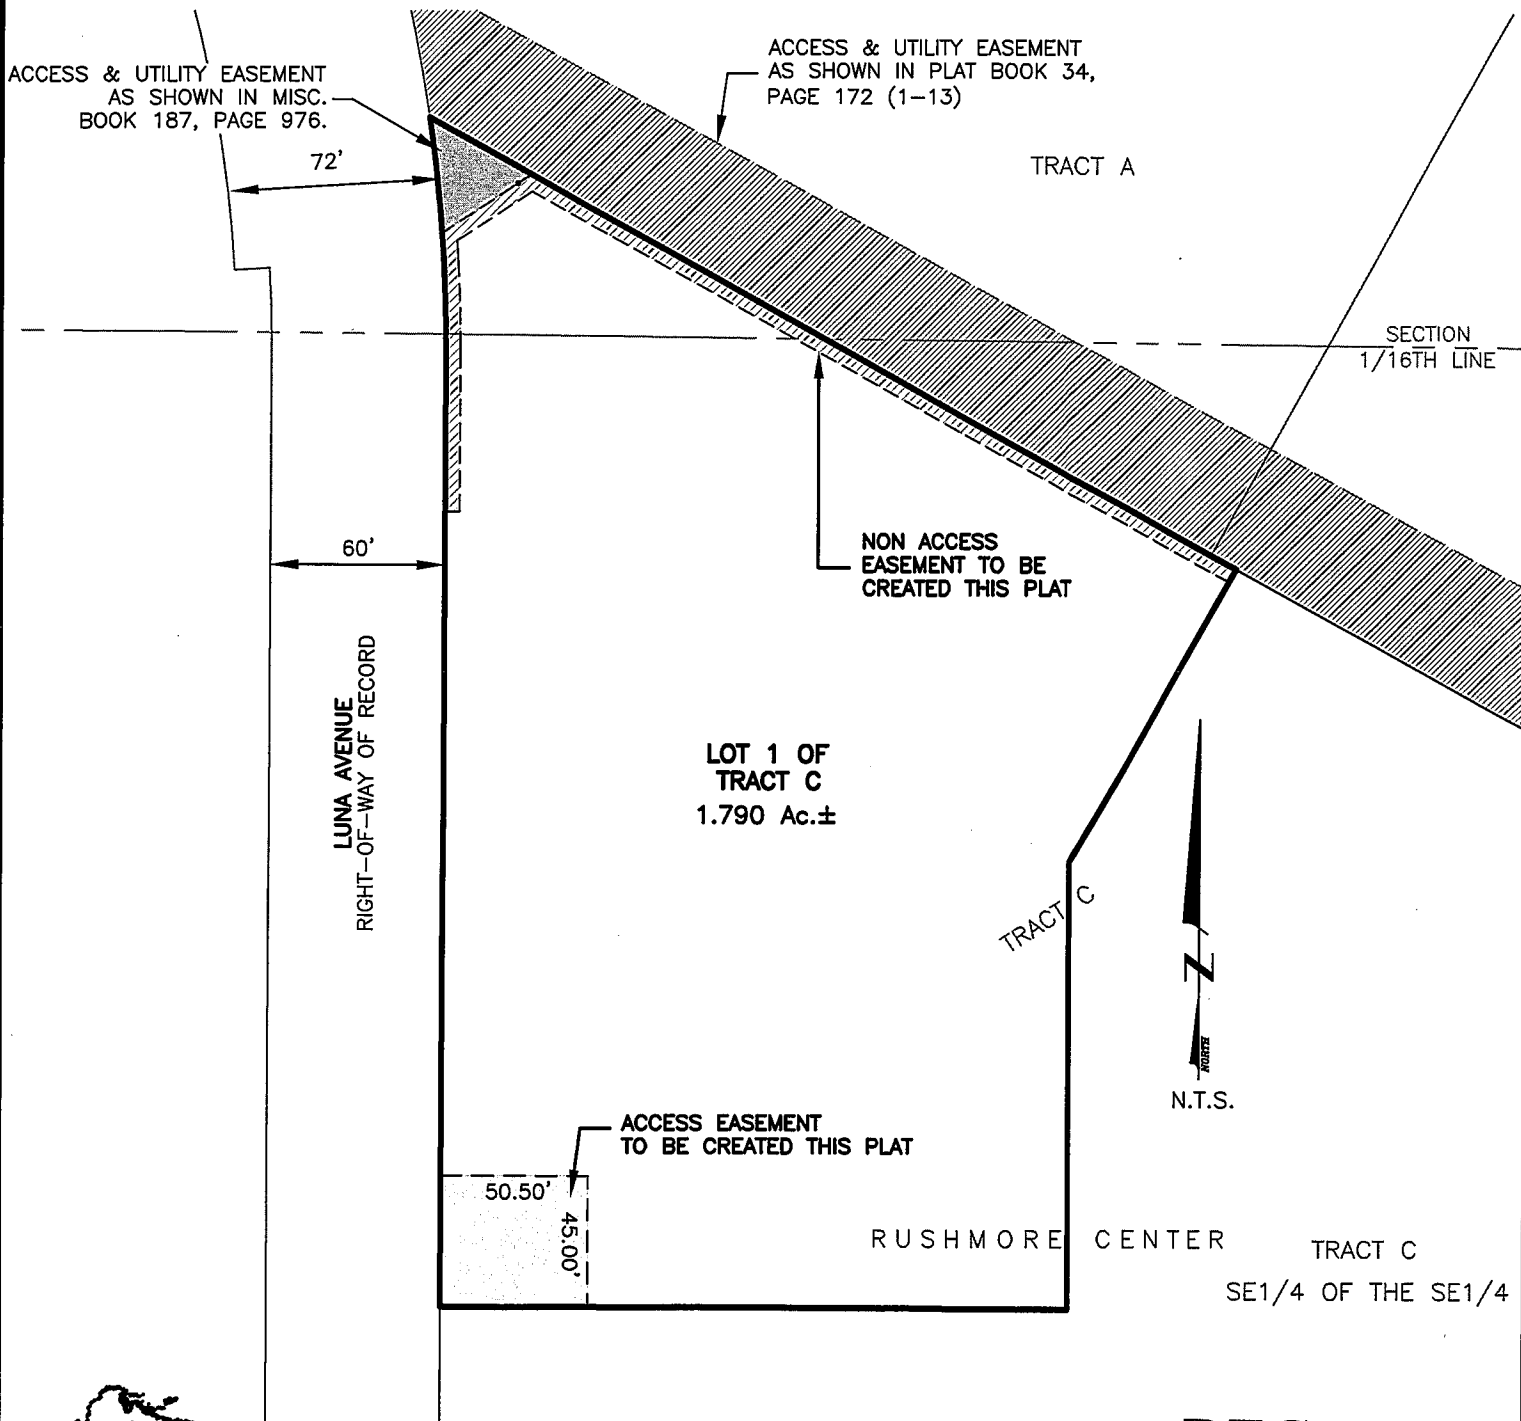 ACCESS & UTILITY EASEMENT
AS SHOWN IN MISC.
BOOK 187, PAGE 976.
ACCESS & UTILITY EASEMENT
AS SHOWN IN PLAT BOOK 34,
PAGE 172 (1-13)
72'
TRACT A
SECTION
1/16TH LINE
60'
NON ACCESS
EASEMENT TO BE
CREATED THIS PLAT
LUNA AVENUE
RIGHT-OF-WAY OF RECORD
LOT 1 OF
TRACT C
1.790 Ac.±
TRACT C
N
NORTH
N.T.S.
ACCESS EASEMENT
TO BE CREATED THIS PLAT
50.50'
45.00'
RUSHMORE CENTER
TRACT C
SE1/4 OF THE SE1/4